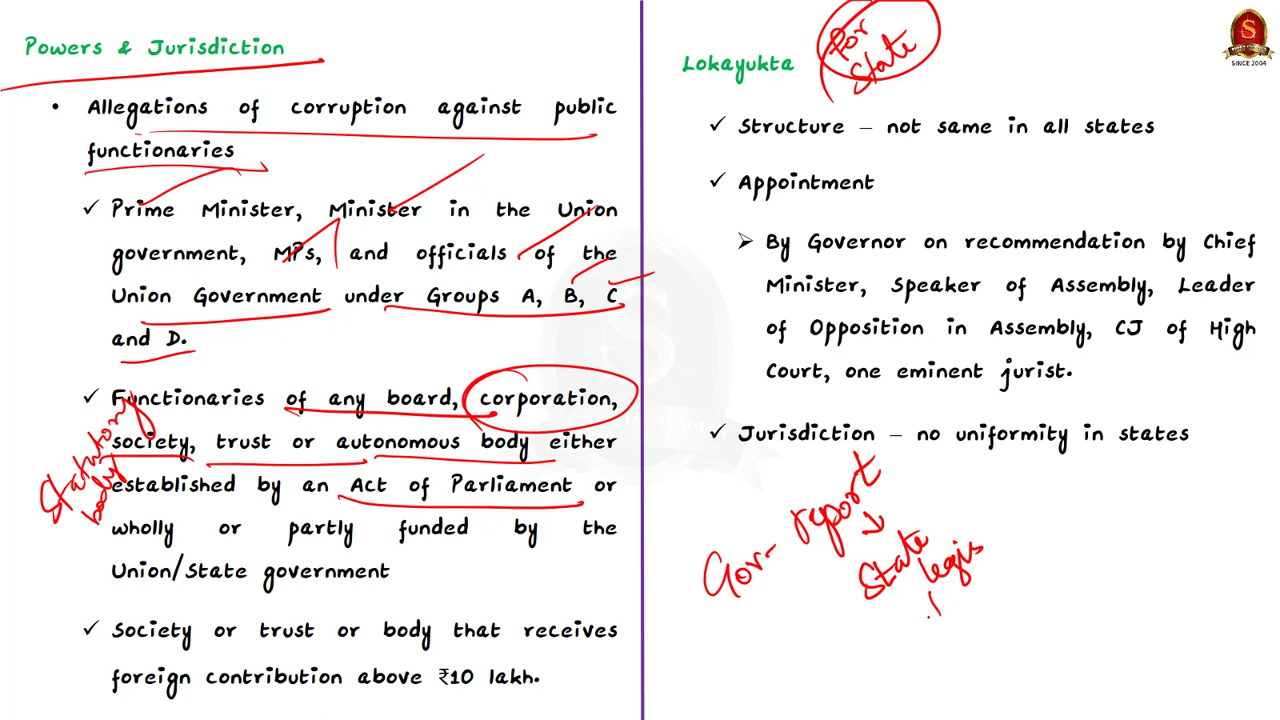 Powers & Jurisdiction
• Allegations of corruption against public
functionaries
✓ Prime Minister, Minister in the Union
government, MPs, and officials of the
Union Government under Groups A, B, C
and D.
✓ Functionaries of any board, corporation,
society, trust or autonomous body either
established by an Act of Parliament or
wholly or partly funded by the
Union/State government
✓ Society or trust or body that receives
foreign contribution above ₹10 lakh.
Statutory
body
Lokayukta
for
State
✓ Structure – not same in all states
✓ Appointment
➢ By Governor on recommendation by Chief
Minister, Speaker of Assembly, Leader
of Opposition in Assembly, CJ of High
Court, one eminent jurist.
✓ Jurisdiction – no uniformity in states
Gov- report
State
legis
S
SINCE 2004